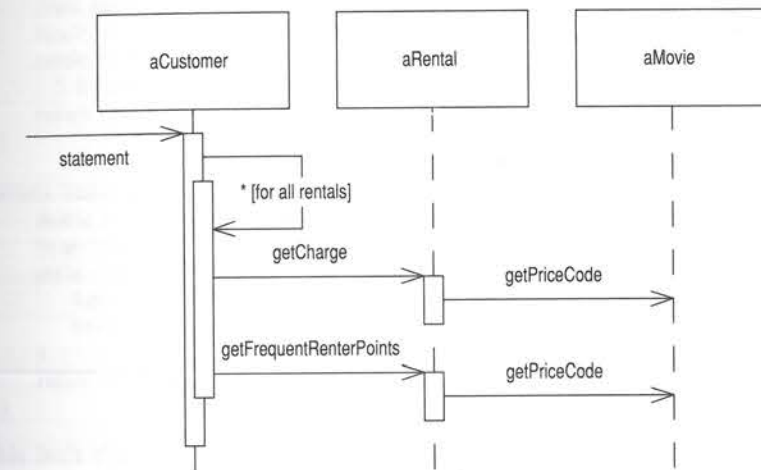 aCustomer
aRental
aMovie
statement
* [for all rentals]
getCharge
getPriceCode
getFrequentRenterPoints
getPriceCode